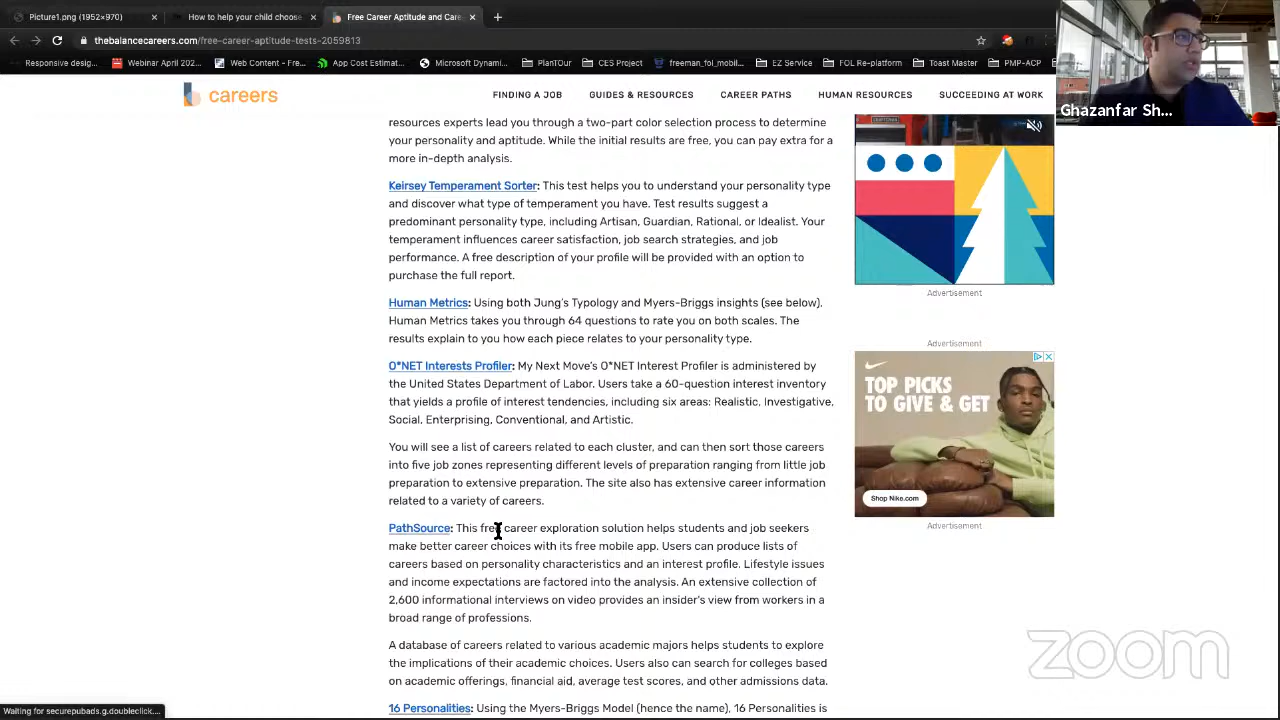 Picture1.png (1952×970)
How to help your child choose
Free Career Aptitude and Care
thebalancecareers.com/free-career-aptitude-tests-2059813
Responsive desig...
Webinar April 202...
Web Content - Fre...
App Cost Estimat...
Microsoft Dynami...
PlanTOur
CES Project
freeman_fol_mobil...
EZ Service
FOL Re-platform
Toast Master
PMP-ACP
Ghazanfar Sh...
careers
FINDING A JOB
GUIDES & RESOURCES
CAREER PATHS
HUMAN RESOURCES
SUCCEEDING AT WORK
resources experts lead you through a two-part color selection process to determine
your personality and aptitude. While the initial results are free, you can pay extra for a
more in-depth analysis.
Keirsey Temperament Sorter: This test helps you to understand your personality type
and discover what type of temperament you have. Test results suggest a
predominant personality type, including Artisan, Guardian, Rational, or Idealist. Your
temperament influences career satisfaction, job search strategies, and job
performance. A free description of your profile will be provided with an option to
purchase the full report.
Human Metrics: Using both Jung's Typology and Myers-Briggs insights (see below),
Human Metrics takes you through 64 questions to rate you on both scales. The
results explain to you how each piece relates to your personality type.
O*NET Interests Profiler: My Next Move's O*NET Interest Profiler is administered by
the United States Department of Labor. Users take a 60-question interest inventory
that yields a profile of interest tendencies, including six areas: Realistic, Investigative,
Social, Enterprising, Conventional, and Artistic.
You will see a list of careers related to each cluster, and can then sort those careers
into five job zones representing different levels of preparation ranging from little job
preparation to extensive preparation. The site also has extensive career information
related to a variety of careers.
PathSource: This free career exploration solution helps students and job seekers
make better career choices with its free mobile app. Users can produce lists of
careers based on personality characteristics and an interest profile. Lifestyle issues
and income expectations are factored into the analysis. An extensive collection of
2,600 informational interviews on video provides an insider's view from workers in a
broad range of professions.
A database of careers related to various academic majors helps students to explore
the implications of their academic choices. Users also can search for colleges based
on academic offerings, financial aid, average test scores, and other admissions data.
16 Personalities: Using the Myers-Briggs Model (hence the name), 16 Personalities is
Advertisement
Advertisement
TOP PICKS
TO GIVE & GET
Shop Nike.com
Advertisement
zoom
Waiting for securepubads.g.doubleclick....